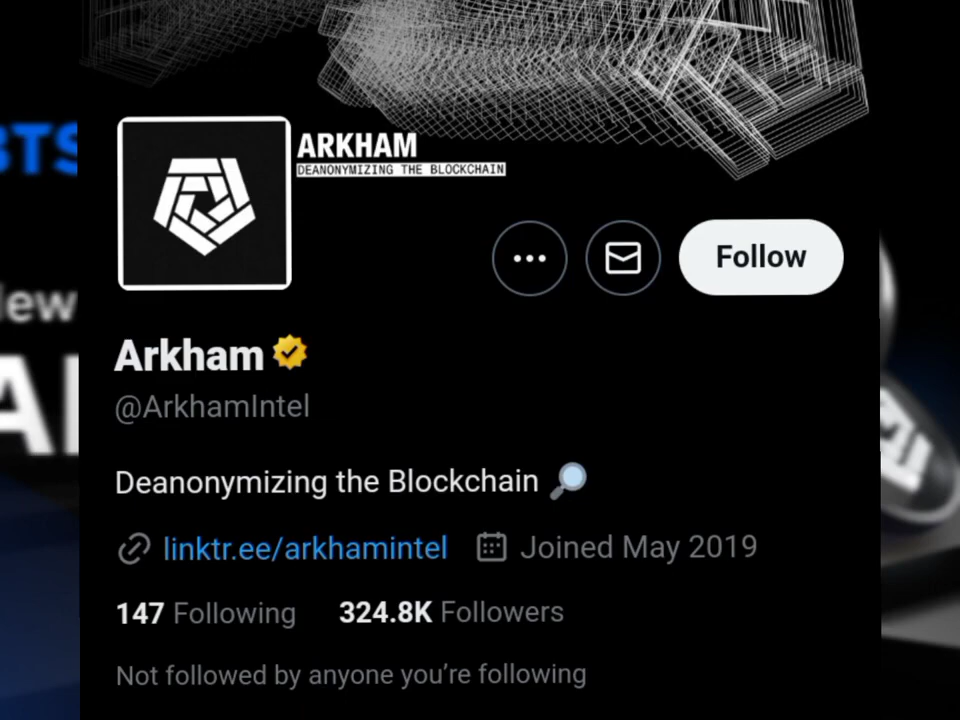 ARKHAM
DEANONYMIZING THE BLOCKCHAIN
Follow
Arkham
@ArkhamIntel
Deanonymizing the Blockchain
linktr.ee/arkhamintel
Joined May 2019
147 Following 324.8K Followers
Not followed by anyone you’re following